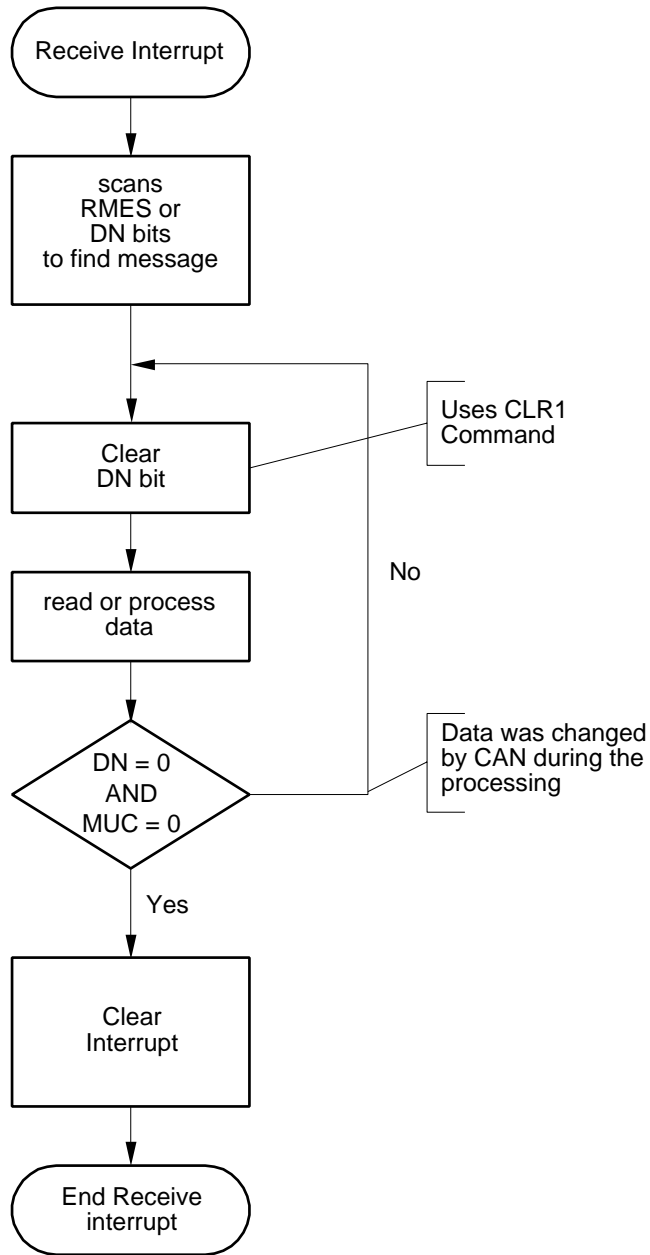 Receive Interrupt
scans
RMES or
DN bits
to find message
Uses CLR1
Command
Clear
DN bit
No
read or process
data
Data was changed
by CAN during the
processing
DN = 0
AND
MUC = 0
Yes
Clear
Interrupt
End Receive
interrupt